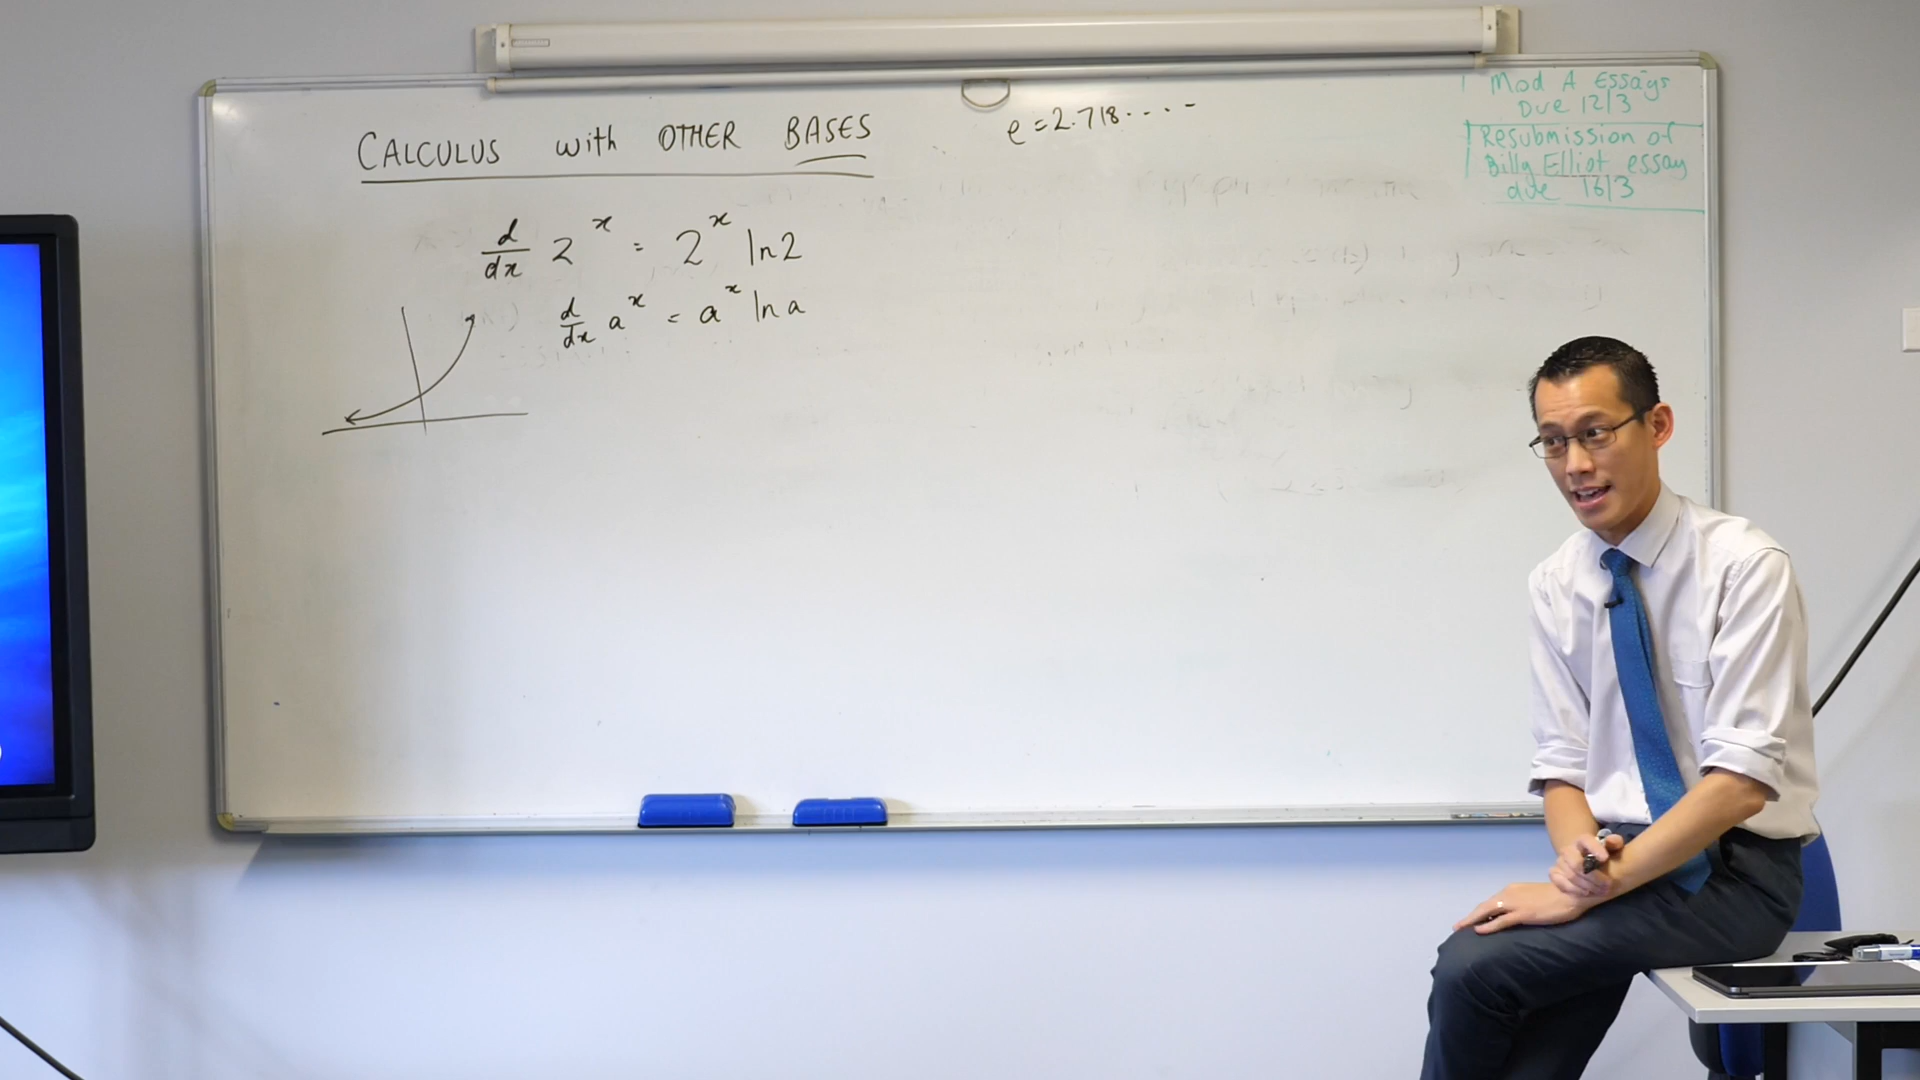 CALCULUS with OTHER BASES
e = 2.718....-
Mod A Essays
Due 12/3
Resubmission of
Billy Elliot essay
due 16/3
d/dx 2^x = 2^x ln2
d/dx a^x = a^x ln a